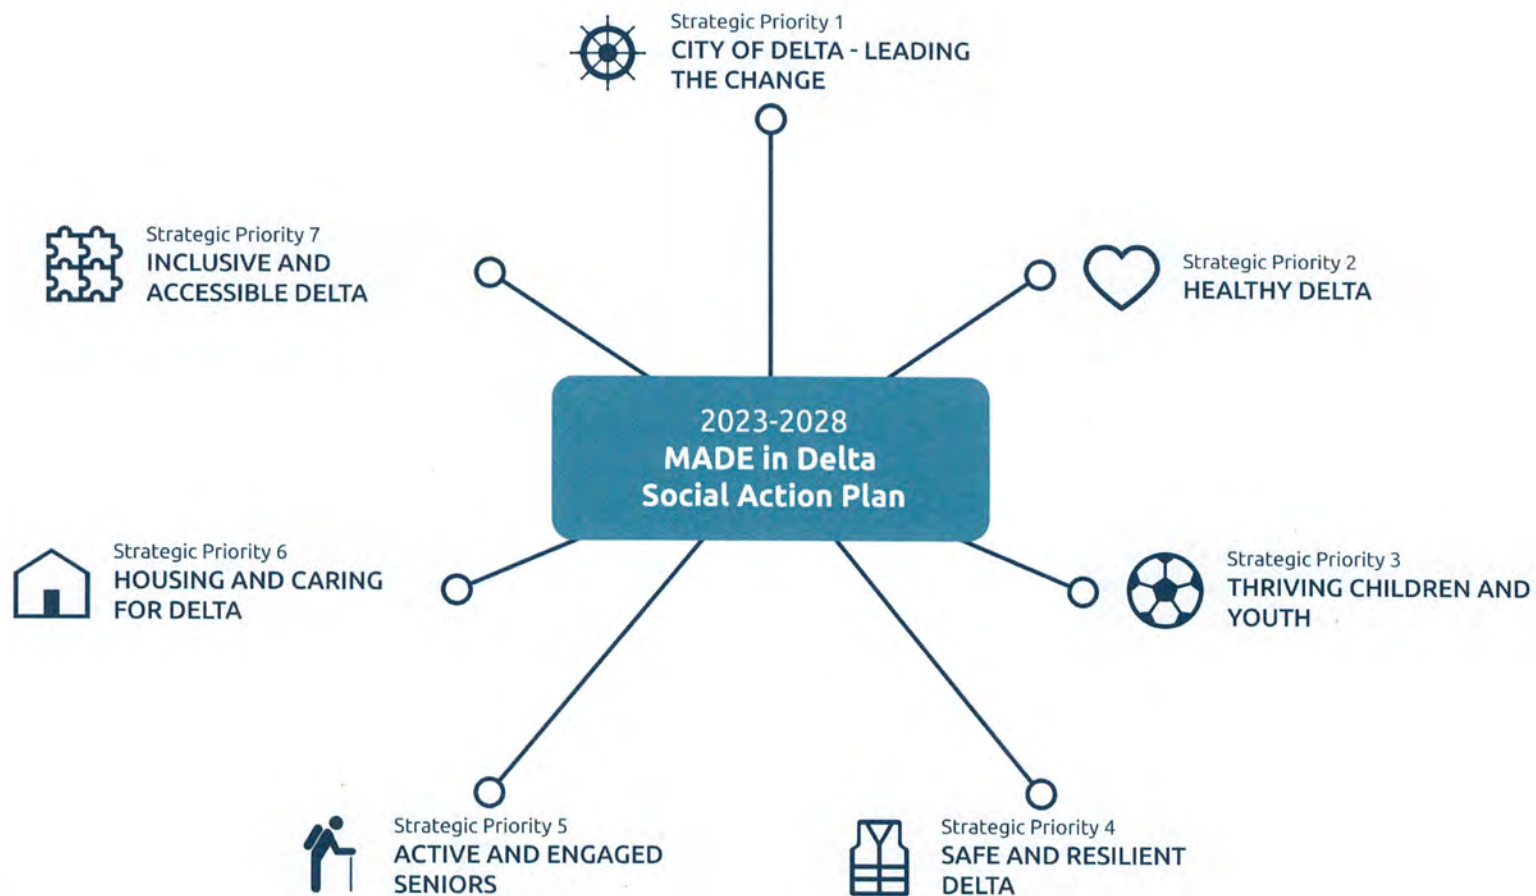 Strategic Priority 1
CITY OF DELTA - LEADING
THE CHANGE
Strategic Priority 7
INCLUSIVE AND
ACCESSIBLE DELTA
Strategic Priority 2
HEALTHY DELTA
2023-2028
MADE in Delta
Social Action Plan
Strategic Priority 6
HOUSING AND CARING
FOR DELTA
Strategic Priority 3
THRIVING CHILDREN AND
YOUTH
Strategic Priority 5
ACTIVE AND ENGAGED
SENIORS
Strategic Priority 4
SAFE AND RESILIENT
DELTA